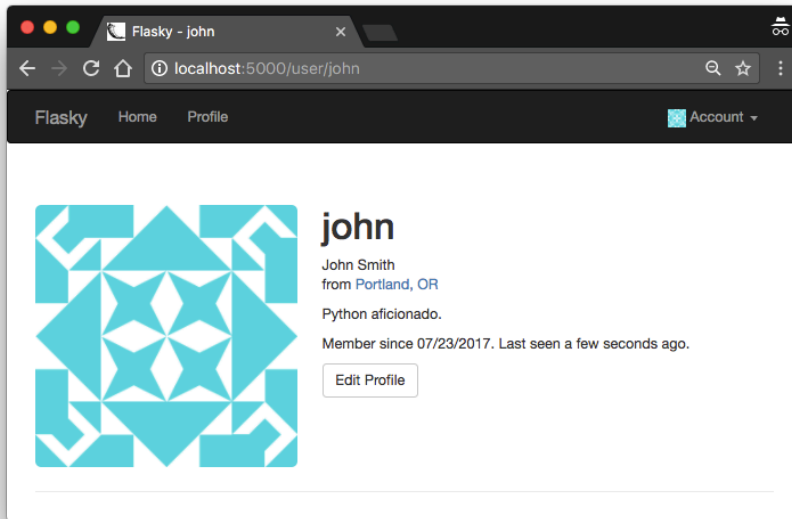 Flasky - john
localhost:5000/user/john
Flasky Home Profile Account
john
John Smith
from Portland, OR
Python aficionado.
Member since 07/23/2017. Last seen a few seconds ago.
Edit Profile